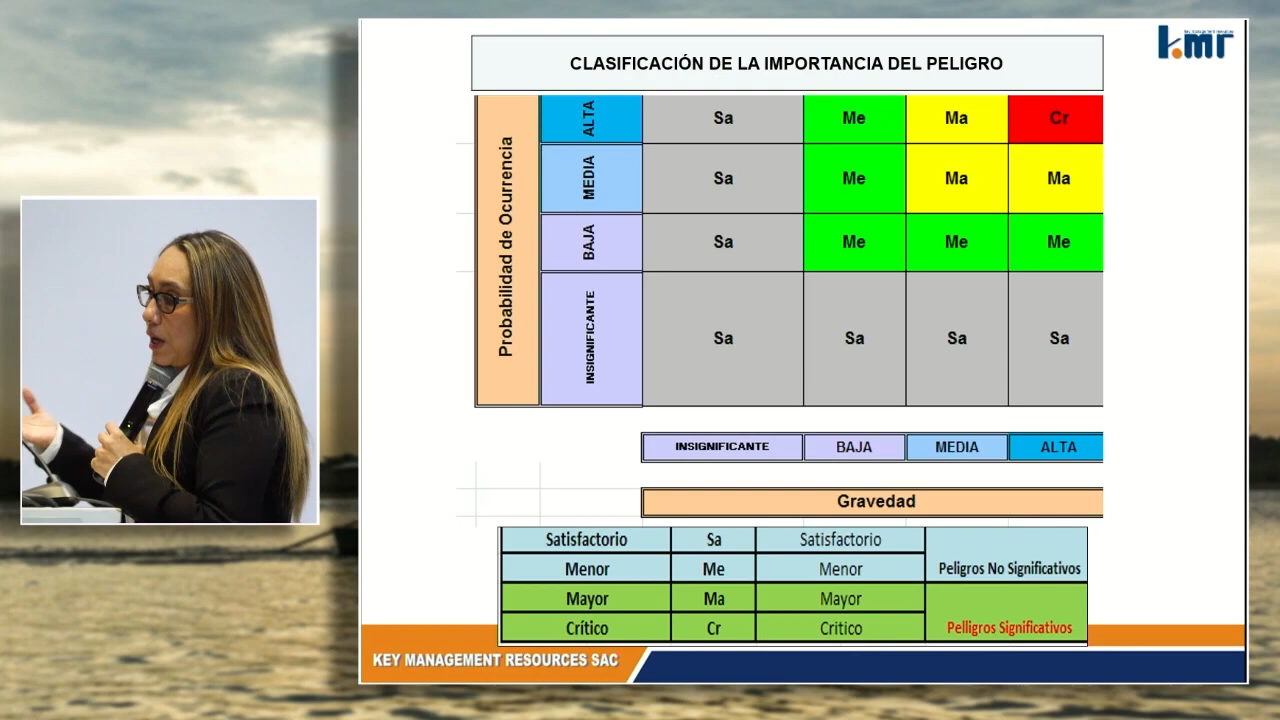 kmr
CLASIFICACIÓN DE LA IMPORTANCIA DEL PELIGRO
Probabilidad de Ocurrencia
ALTA Sa Me Ma Cr
MEDIA Sa Me Ma Ma
BAJA Sa Me Me Me
INSIGNIFICANTE Sa Sa Sa Sa
INSIGNIFICANTE BAJA MEDIA ALTA
Gravedad
Satisfactorio Sa Satisfactorio
Menor Me Menor Peligros No Significativos
Mayor Ma Mayor
Crítico Cr Critico Pelligros Significativos
KEY MANAGEMENT RESOURCES SAC